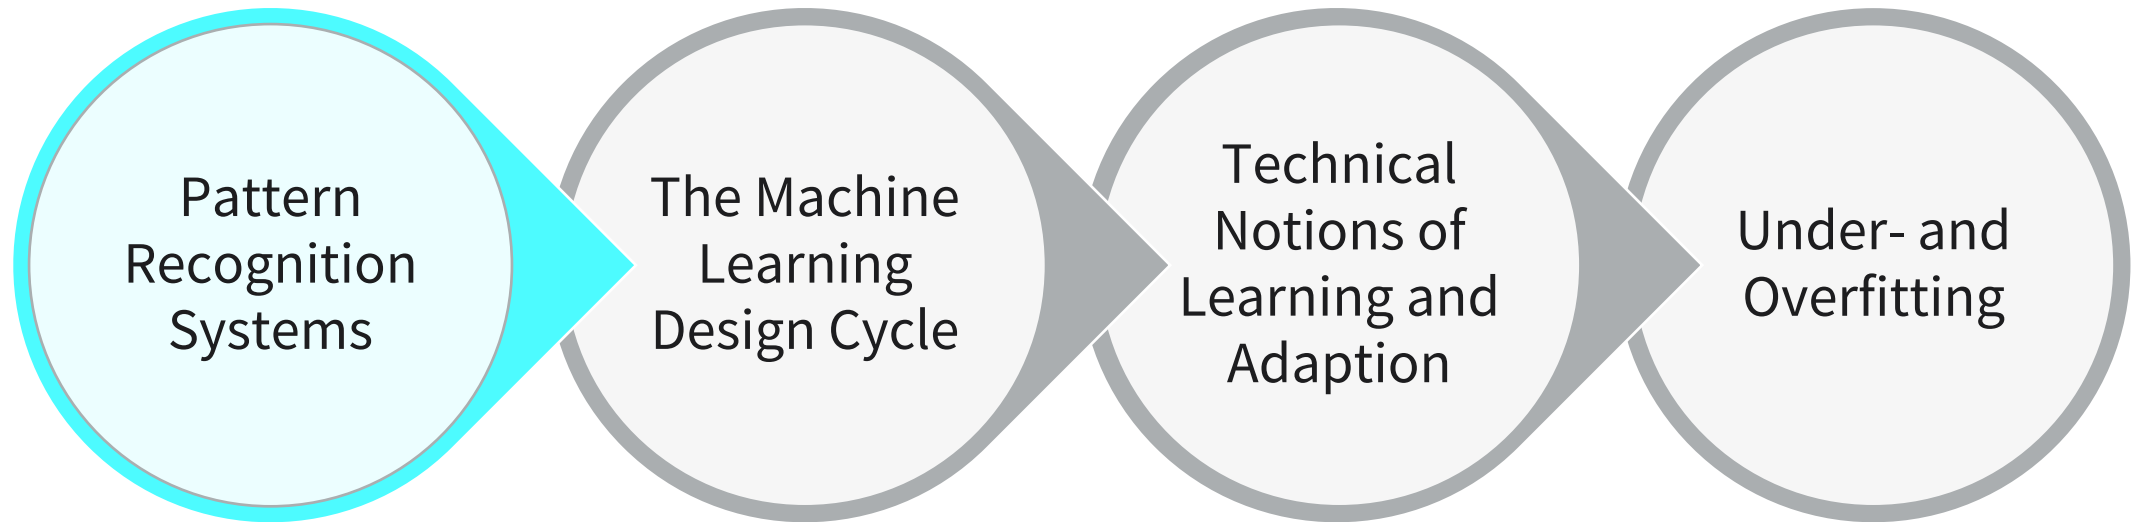 Pattern
Recognition
Systems
The Machine
Learning
Design Cycle
Technical
Notions of
Learning and
Adaption
Under- and
Overfitting